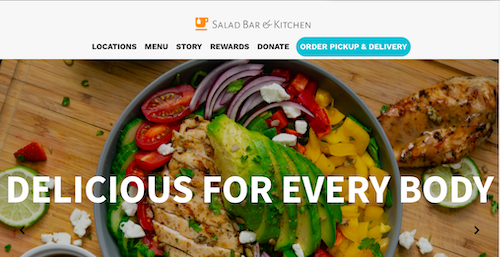 SALAD BAR & KITCHEN
LOCATIONS MENU STORY REWARDS DONATE ORDER PICKUP & DELIVERY
DELICIOUS FOR EVERY BODY